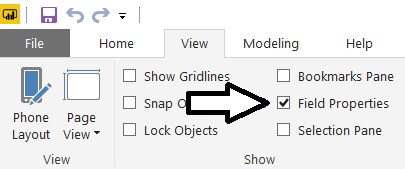 File Home View Modeling Help
Show Gridlines Bookmarks Pane
Snap Field Properties
Phone Layout Page View Lock Objects Selection Pane
View Show